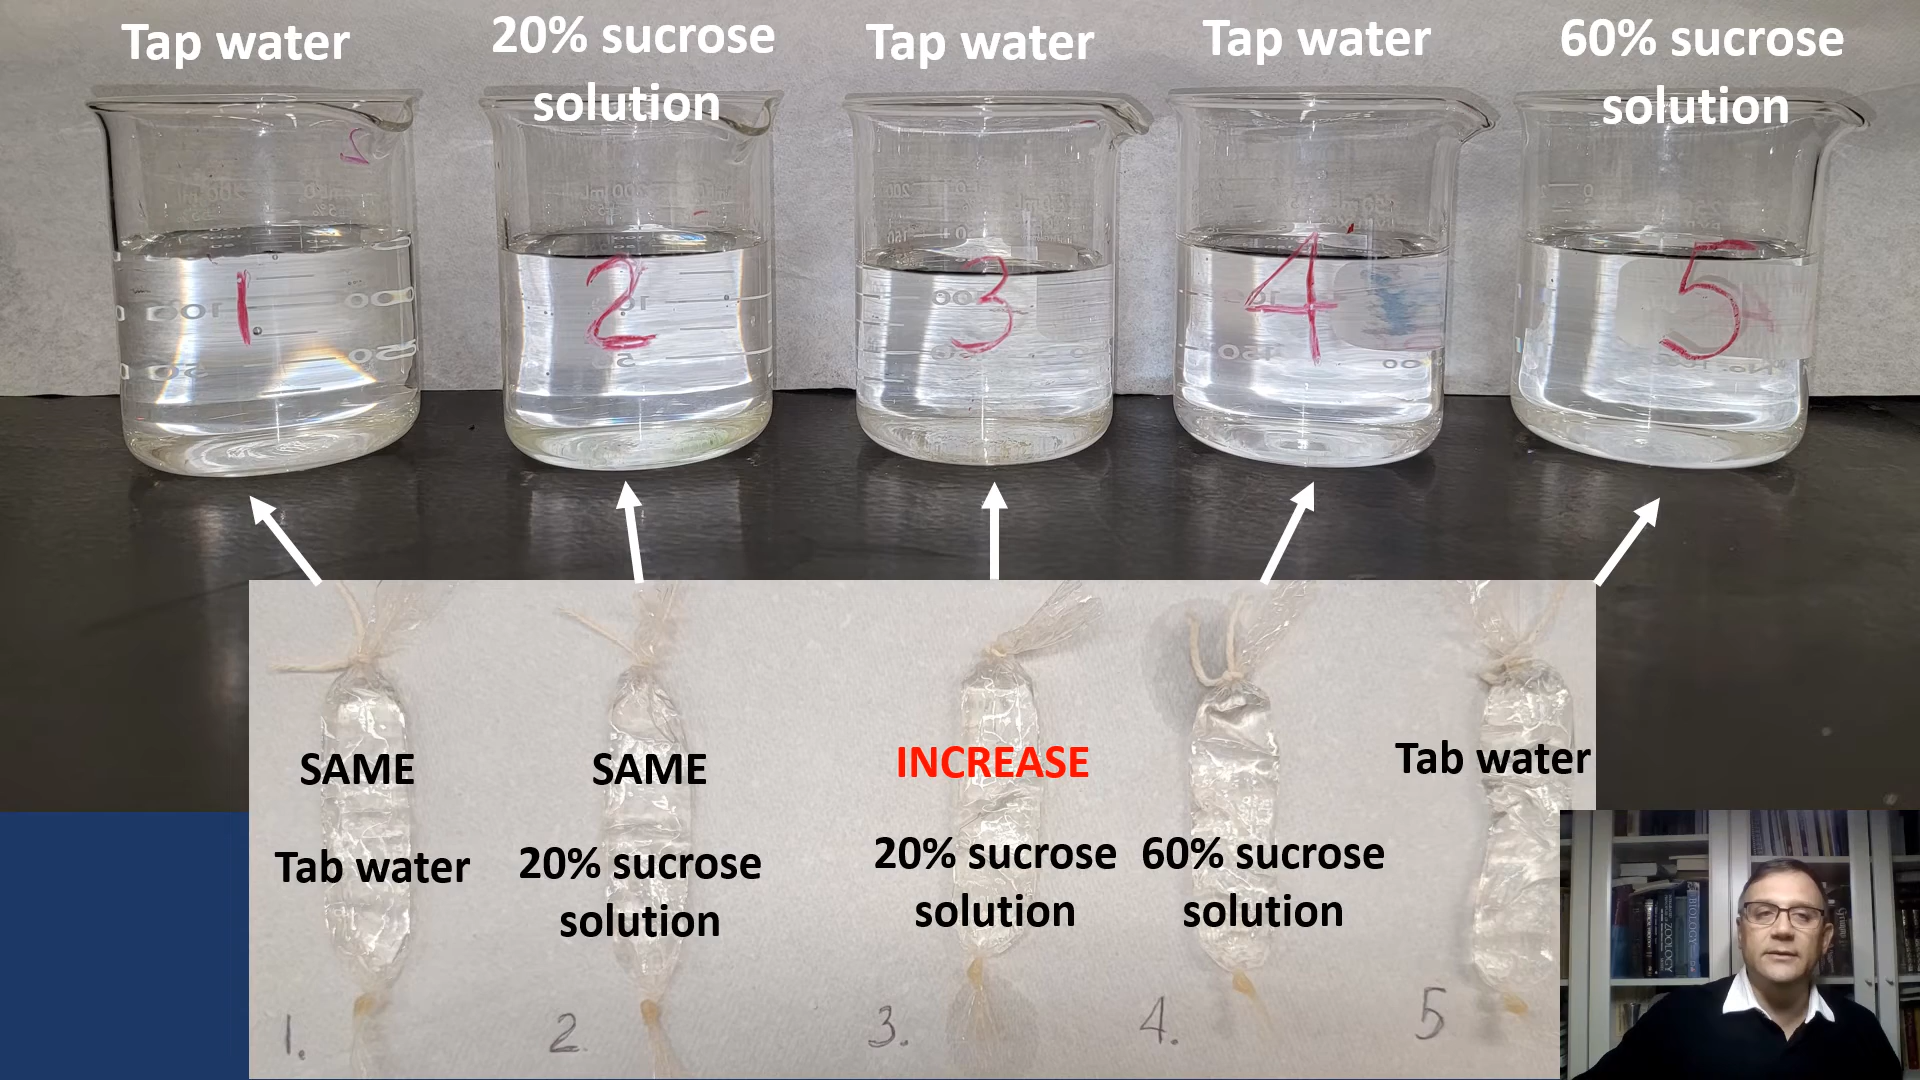 Tap water
20% sucrose
solution
Tap water
Tap water
60% sucrose
solution
1
2
3
4
5
SAME
Tab water
SAME
20% sucrose
solution
INCREASE
20% sucrose
solution
60% sucrose
solution
Tab water
1.
2
3.
4.
5
BIOLOGY
ZOOLOGY